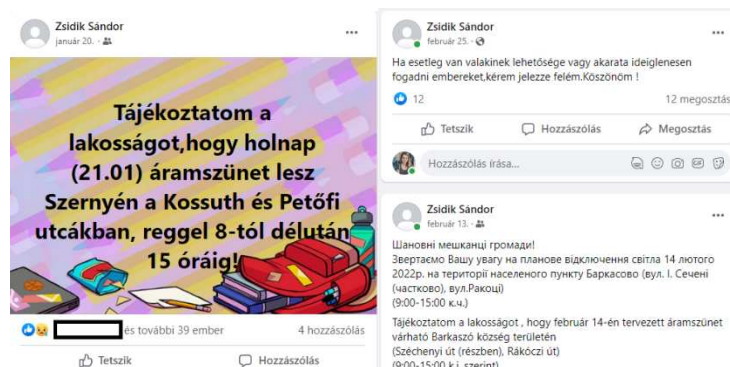 Zsidik Sándor
január 20. ·
Tájékoztatom a
lakosságot,hogy holnap
(21.01) áramszünet lesz
Szernyén a Kossuth és Petőfi
utcákban, reggel 8-tól délután
15 óráig!
és további 39 ember
4 hozzászólás
Tetszik
Hozzászólás
Zsidik Sándor
február 25. ·
Ha esetleg van valakinek lehetősége vagy akarata ideiglenesen
fogadni embereket,kérem jelezze felém.Köszönöm !
12
12 megosztás
Tetszik
Hozzászólás
Megosztás
Hozzászólás írása...
Zsidik Sándor
február 13. ·
Шановні мешканці громади!
Звертаємо Вашу увагу на планове відключення світла 14 лютого
2022р. на території населеного пункту Баркасово (вул. І. Сечені
(частково), вул.Ракоці)
(9:00-15:00 к.ч.)
Tájékoztatom a lakosságot , hogy február 14-én tervezett áramszünet
várható Barkaszó község területén
(Széchenyi út (részben), Rákóczi út)
(9:00-15:00 k.i. szerint)